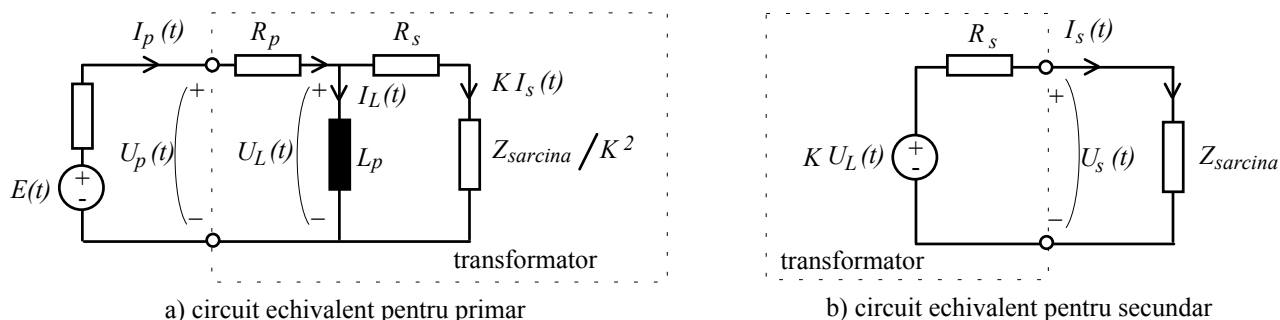 I_p(t) R_p R_s
I_L(t) K I_s(t)
+ +
U_p(t) U_L(t) L_p Z_sarcina / K^2
E(t) + -
− −
transformator
a) circuit echivalent pentru primar
R_s I_s(t)
+
K U_L(t) + - U_s(t) Z_sarcina
−
transformator
b) circuit echivalent pentru secundar